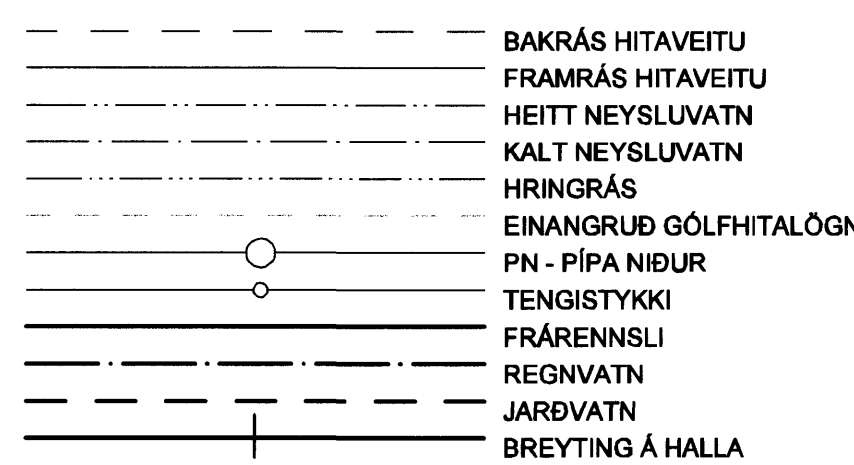 BAKRÁS HITAVEITU
FRAMRÁS HITAVEITU
HEITT NEYSLUVATN
KALT NEYSLUVATN
HRINGRÁS
EINANGRUÐ GÓLFHITALÖGN
PN - PÍPA NIÐUR
TENGISTYKKI
FRÁRENNSLI
REGNVATN
JARÐVATN
BREYTING Á HALLA